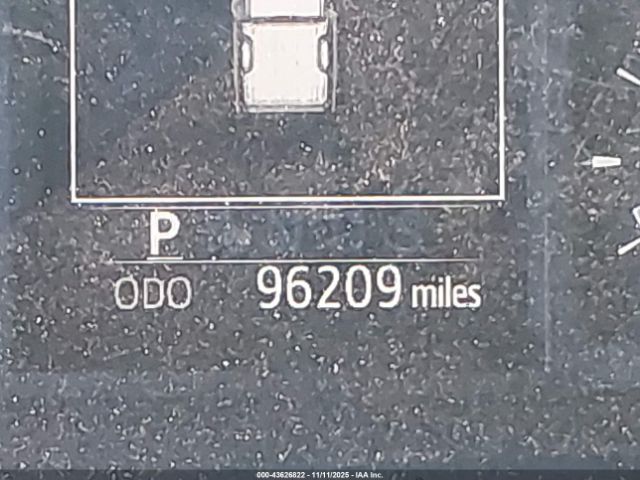 P
ODO 96209 miles
000-43626822 - 11/11/2025 - IAA Inc.